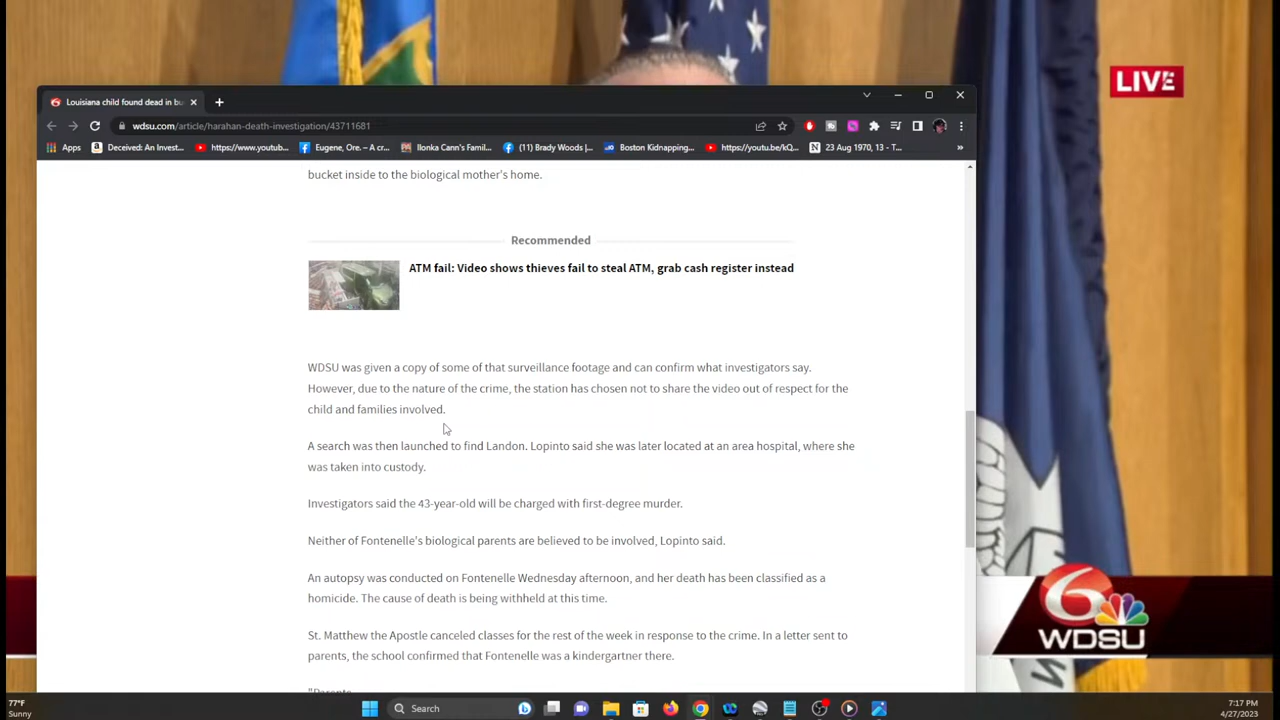 LIVE
Louisiana child found dead in bu
wdsu.com/article/harahan-death-investigation/43711681
Apps
Deceived: An Invest...
https://www.youtub...
Eugene, Ore. – A cr...
Ilonka Cann's Famil...
(11) Brady Woods |...
Boston Kidnapping...
https://youtu.be/kQ...
23 Aug 1970, 13 - T...
»
bucket inside to the biological mother's home.
Recommended
ATM fail: Video shows thieves fail to steal ATM, grab cash register instead
WDSU was given a copy of some of that surveillance footage and can confirm what investigators say.
However, due to the nature of the crime, the station has chosen not to share the video out of respect for the
child and families involved.
A search was then launched to find Landon. Lopinto said she was later located at an area hospital, where she
was taken into custody.
Investigators said the 43-year-old will be charged with first-degree murder.
Neither of Fontenelle's biological parents are believed to be involved, Lopinto said.
An autopsy was conducted on Fontenelle Wednesday afternoon, and her death has been classified as a
homicide. The cause of death is being withheld at this time.
St. Matthew the Apostle canceled classes for the rest of the week in response to the crime. In a letter sent to
parents, the school confirmed that Fontenelle was a kindergartner there.
6
WDSU
77°F
Sunny
Search
7:17 PM
4/27/2023